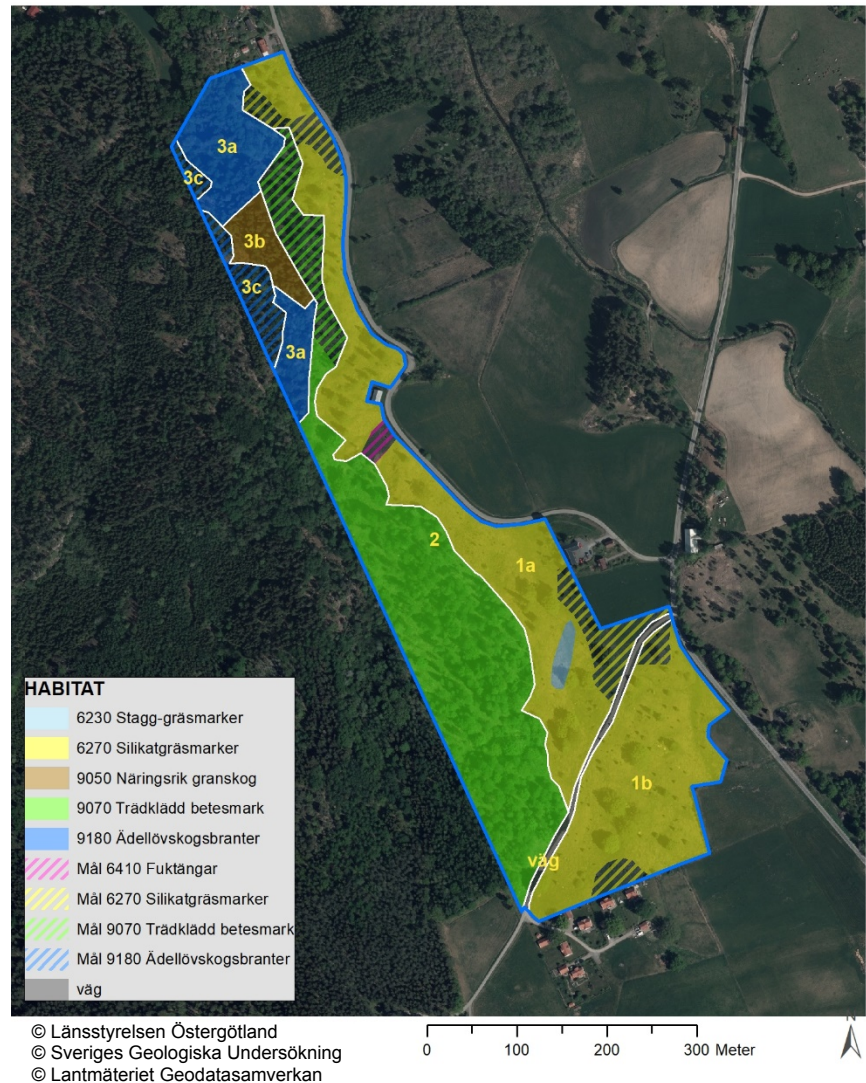 3a
3c
3b
3c
3a
2
1a
1b
väg
HABITAT
6230 Stagg-gräsmarker
6270 Silikatgräsmarker
9050 Näringsrik granskog
9070 Trädklädd betesmark
9180 Ädellövskogsbranter
Mål 6410 Fuktängar
Mål 6270 Silikatgräsmarker
Mål 9070 Trädklädd betesmark
Mål 9180 Ädellövskogsbranter
väg
© Länsstyrelsen Östergötland
© Sveriges Geologiska Undersökning
© Lantmäteriet Geodatasamverkan
0 100 200 300 Meter
N